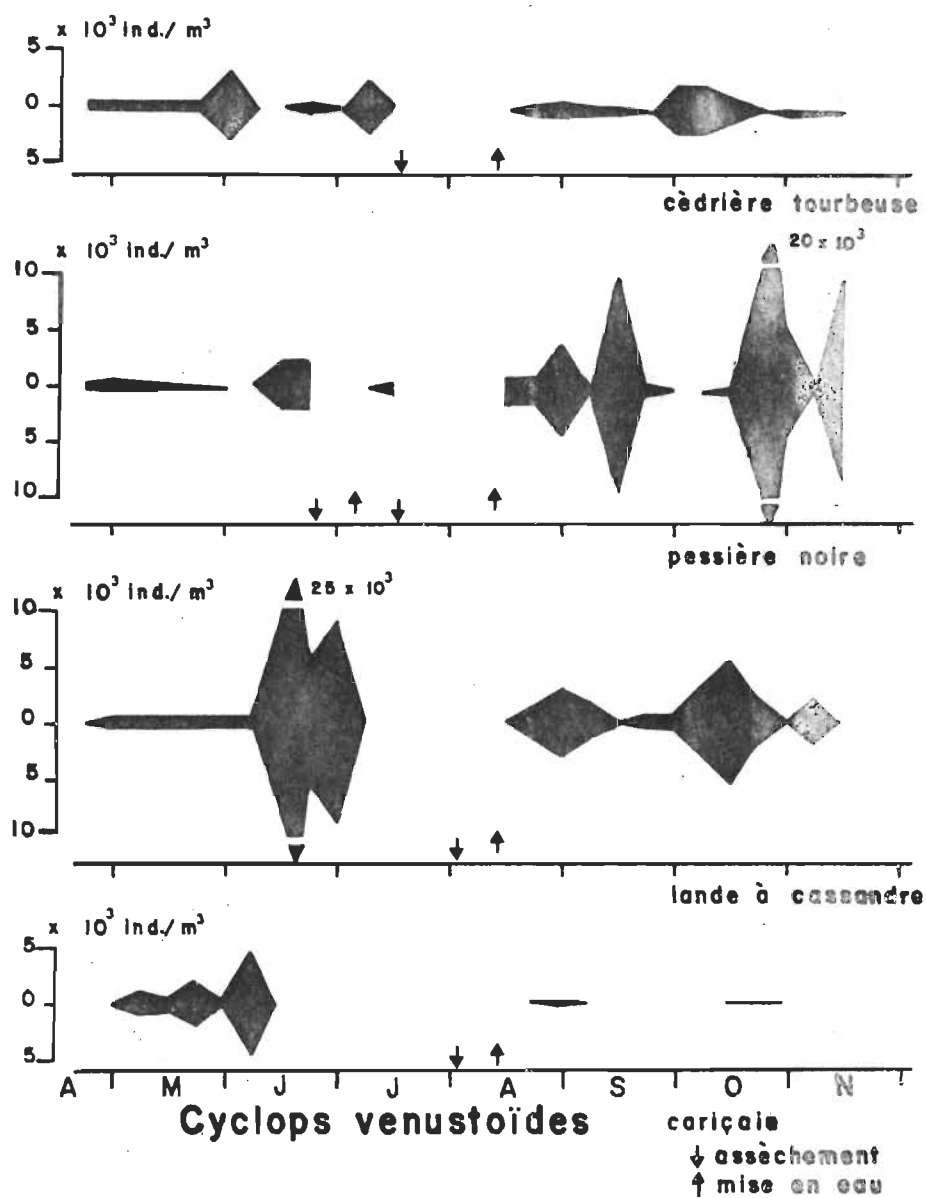 x 10³ ind./m³
5
0
5
cèdrière tourbeuse
x 10³ ind./m³
20 x 10³
10
5
0
5
10
pessière noire
x 10³ ind./m³
25 x 10³
10
5
0
5
10
lande à cassandre
x 10³ ind./m³
5
0
5
A M J J A S O N
Cyclops venustoïdes
cariçaie
↓ assèchement
↑ mise en eau